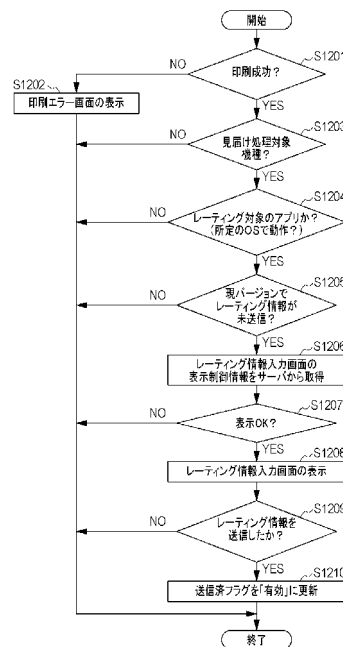 開始
S1201
印刷成功？
NO
YES
S1202
印刷エラー画面の表示
S1203
見届け処理対象
機種？
NO
YES
S1204
レーティング対象のアプリか？
(所定のOSで動作？)
NO
YES
S1205
現バージョンで
レーティング情報が
未送信？
NO
YES
S1206
レーティング情報入力画面の
表示制御情報をサーバから取得
S1207
表示OK？
NO
YES
S1208
レーティング情報入力画面の表示
S1209
レーティング情報を
送信したか？
NO
YES
S1210
送信済フラグを「有効」に更新
終了